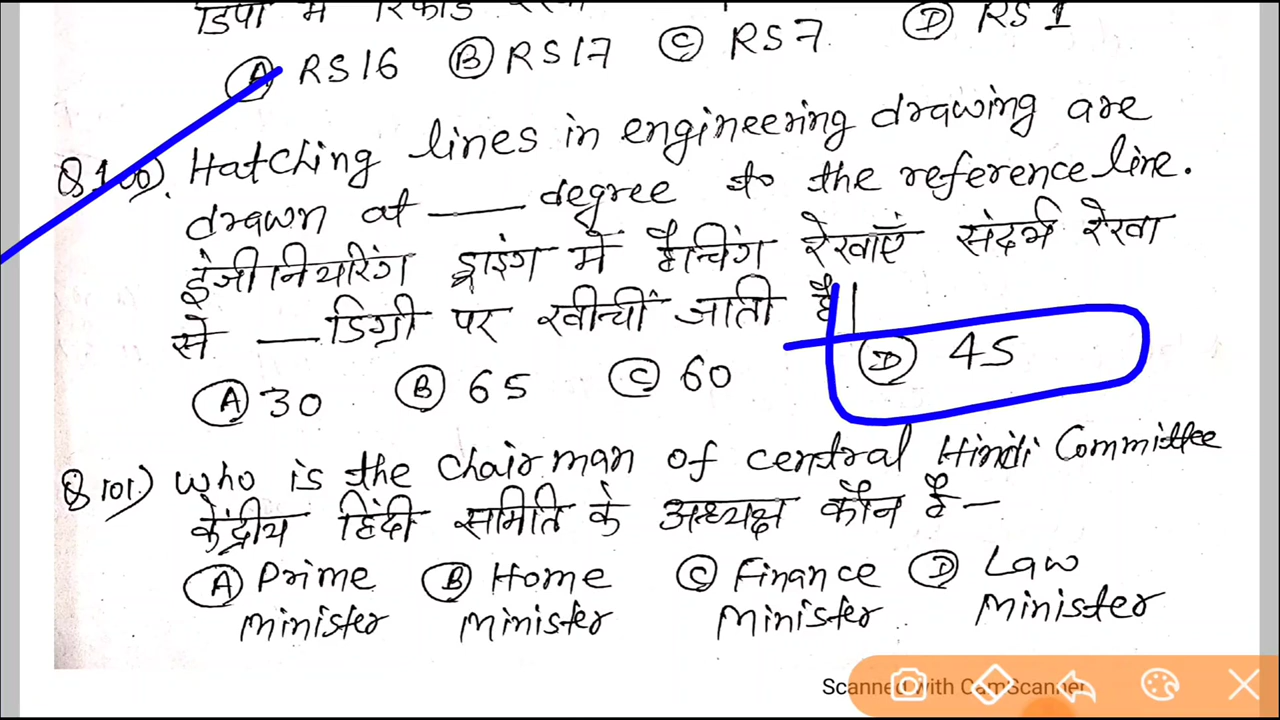 डिपो में रिकॉर्ड
Ⓐ RS16 Ⓑ RS17 Ⓒ RS7 Ⓓ RS1
Q100). Hatching lines in engineering drawing are
drawn at ___ degree to the reference line.
इंजीनियरिंग ड्राइंग में हैचिंग रेखाएँ संदर्भ रेखा
से ___ डिग्री पर खीन्चीं जाती है।
Ⓐ 30 Ⓑ 65 Ⓒ 60 Ⓓ 45
Q101.) Who is the chairman of central Hindi Committee
केंद्रीय हिंदी समिति के अध्यक्ष कौन है-
Ⓐ Prime Minister Ⓑ Home Minister Ⓒ Finance Minister Ⓓ Law Minister
Scanned with CamScanner